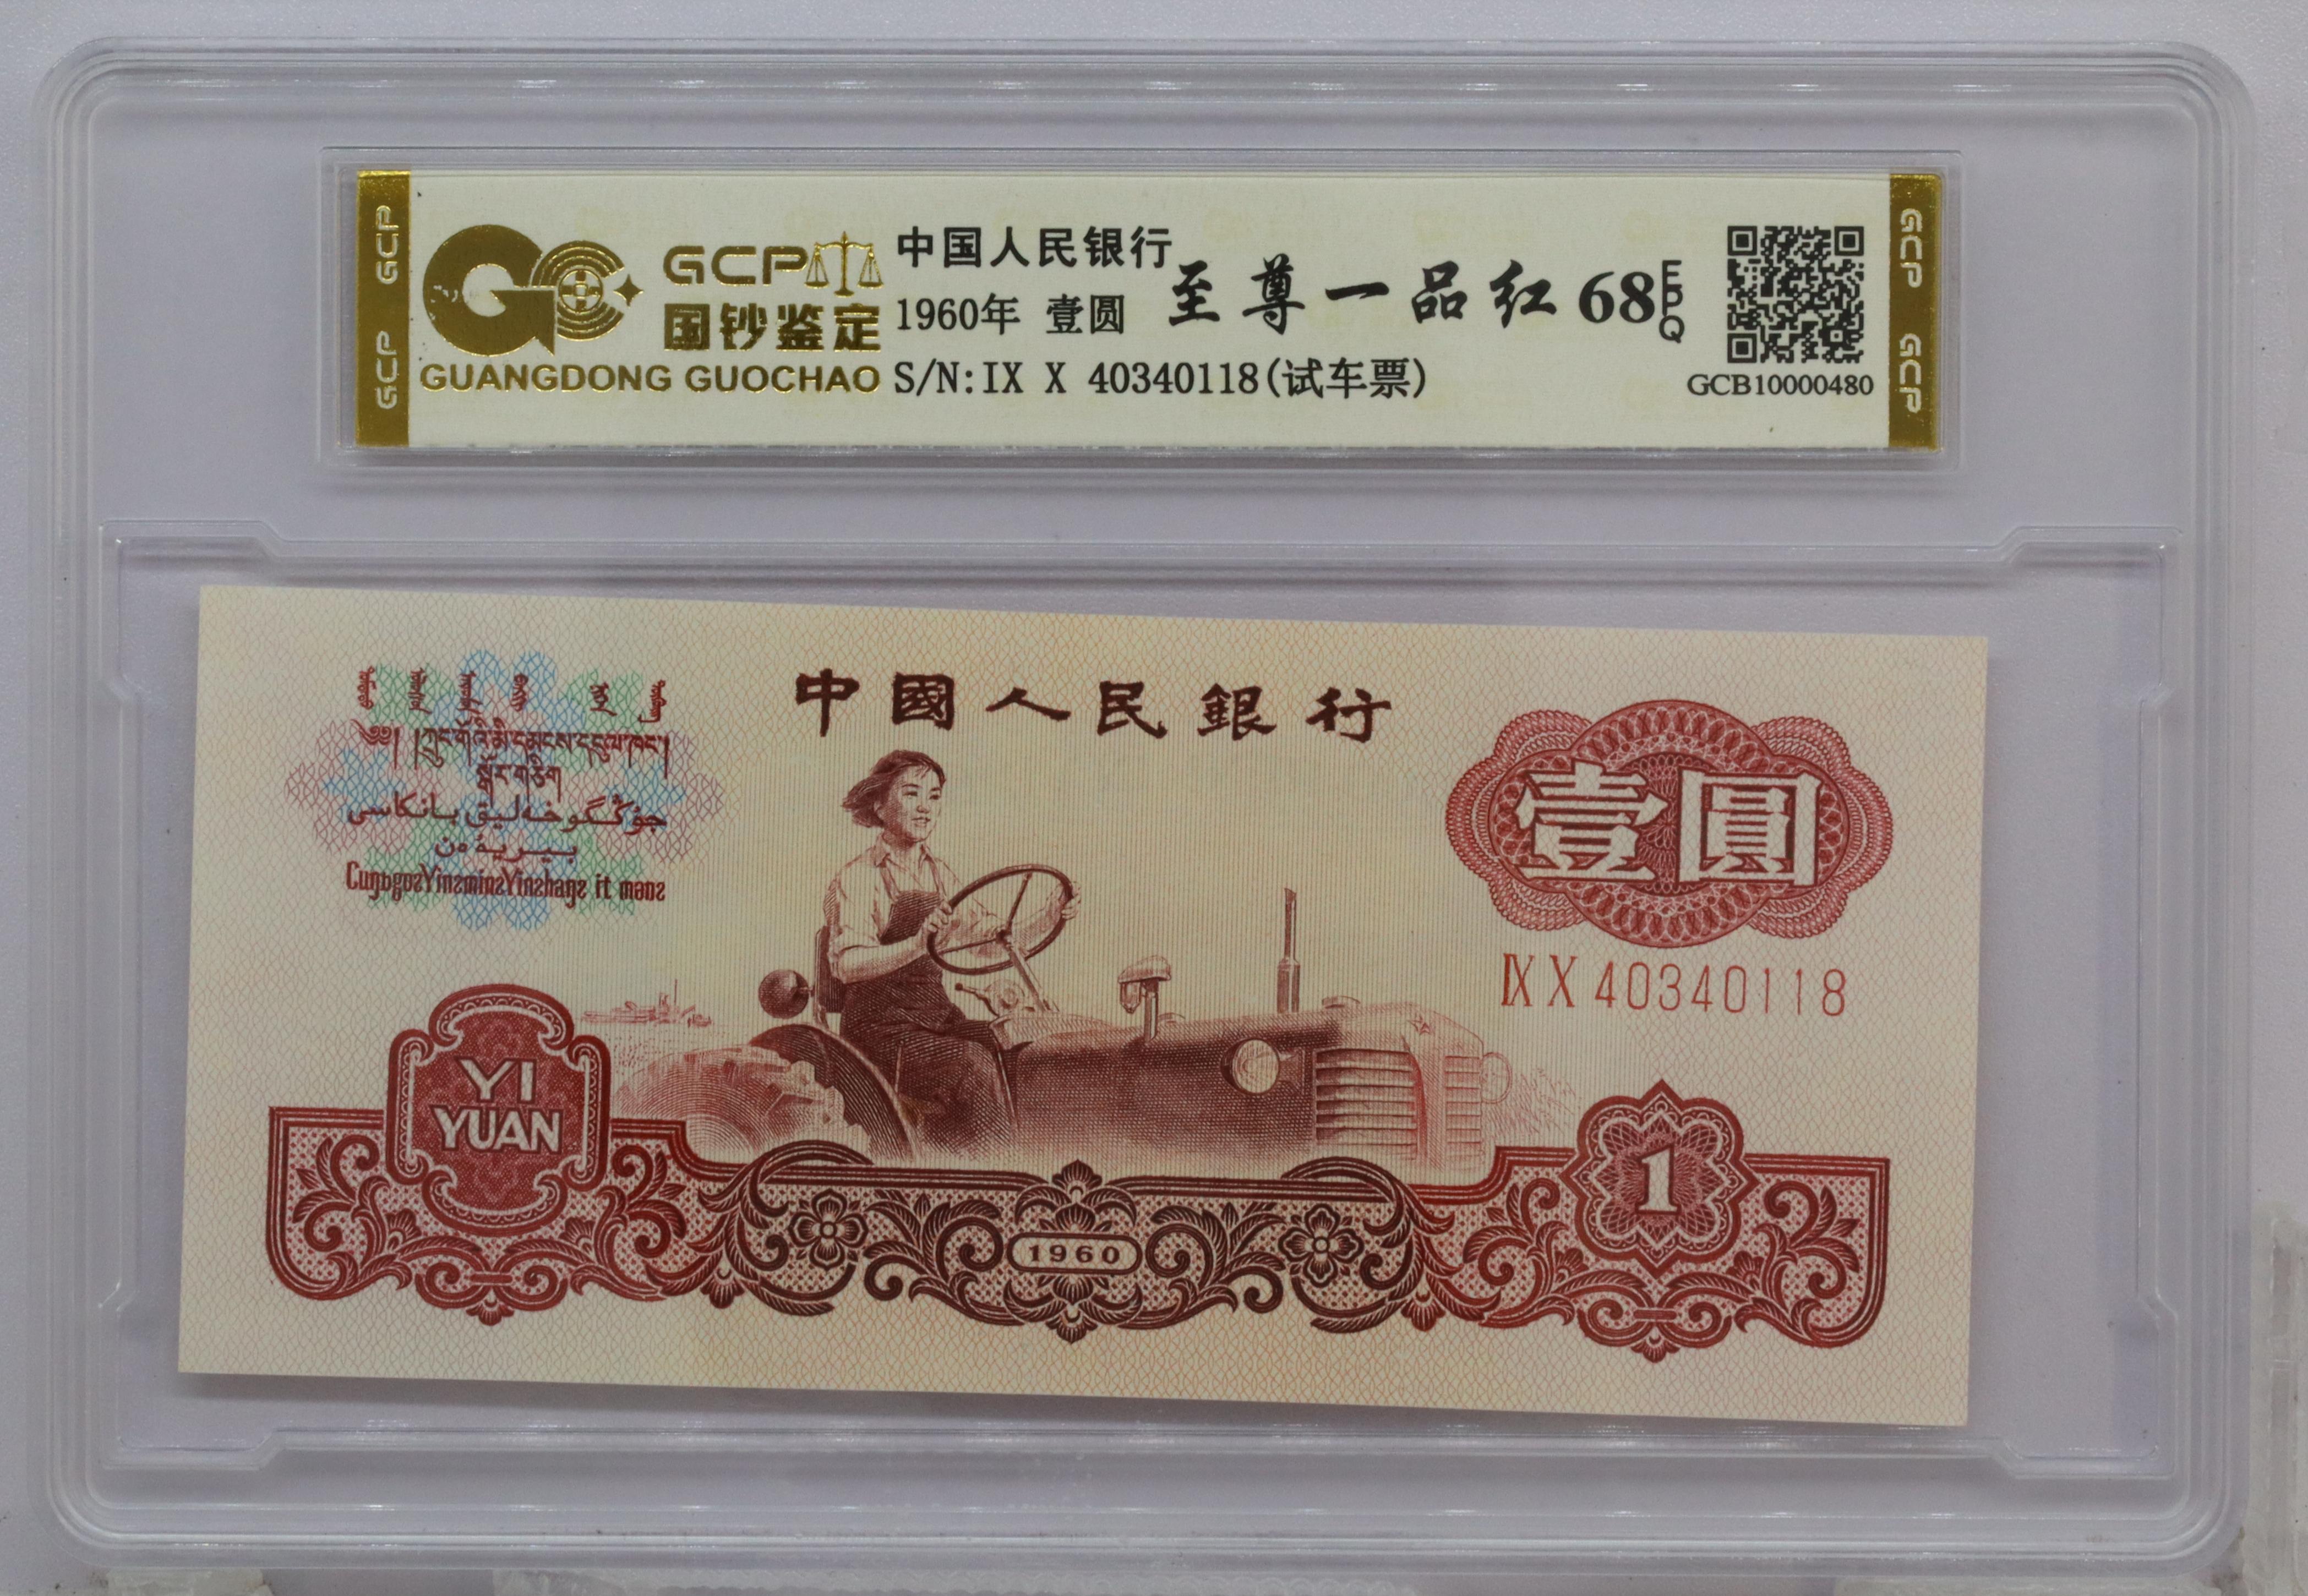 GCP
GCP
GCP
国钞鉴定
GUANGDONG GUOCHAO
中国人民银行
1960年 壹圆
S/N:IX X 40340118(试车票)
至尊一品红 68 EPQ
GCB10000480
GCP
GCP
中國人民銀行
壹圓
IX X 40340118
YI
YUAN
1960
1